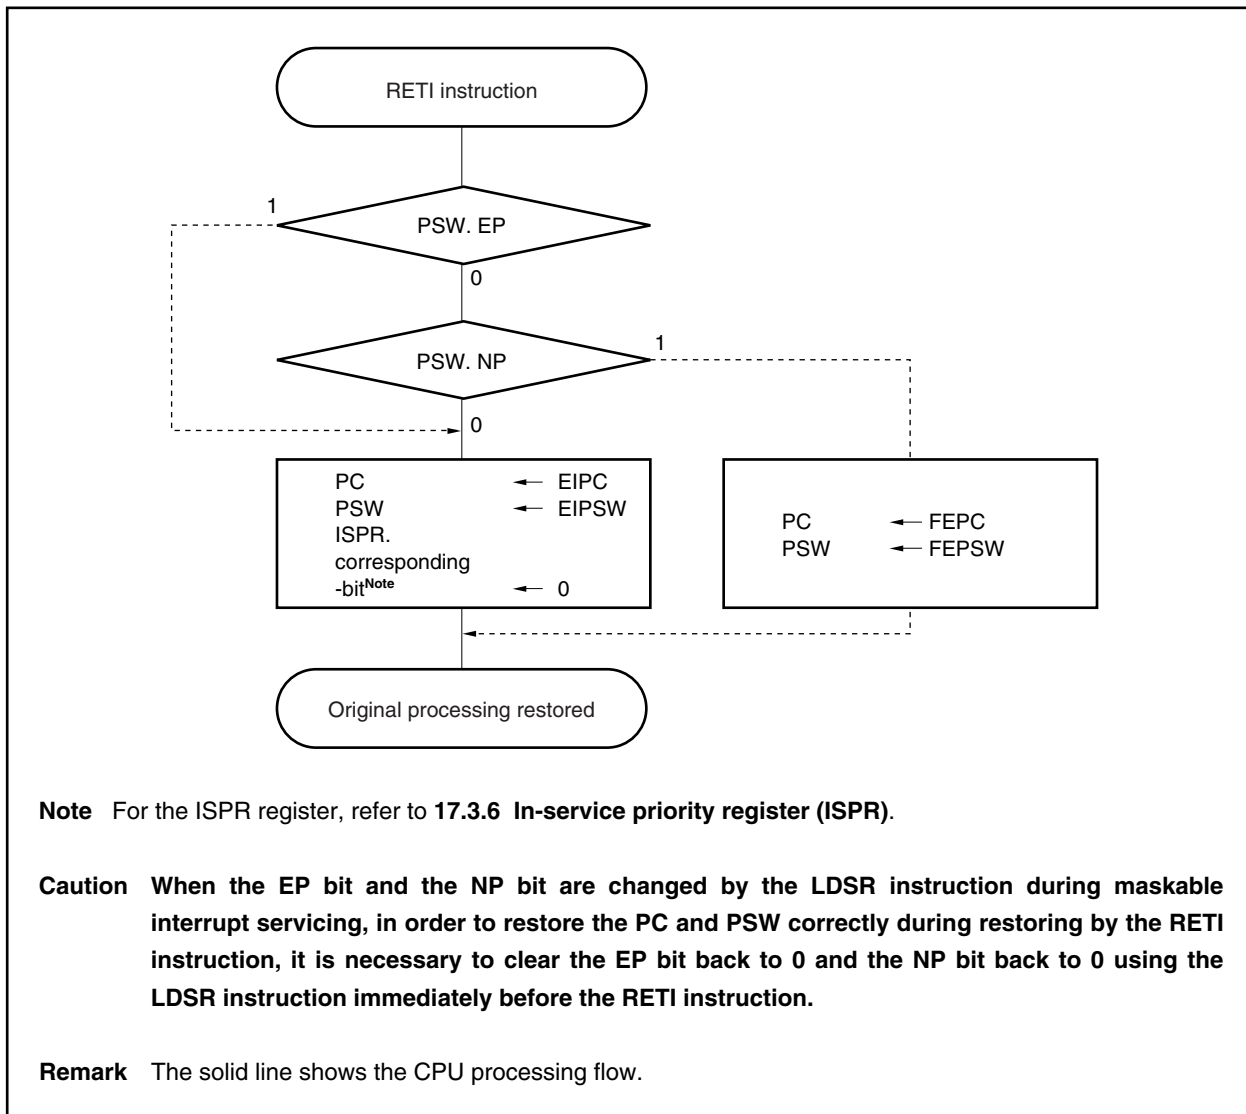 RETI instruction
1
PSW. EP
0
PSW. NP
1
0
PC ← EIPC
PSW ← EIPSW
ISPR.
corresponding
-bitNote ← 0
PC ← FEPC
PSW ← FEPSW
Original processing restored
Note For the ISPR register, refer to 17.3.6 In-service priority register (ISPR).
Caution When the EP bit and the NP bit are changed by the LDSR instruction during maskable
interrupt servicing, in order to restore the PC and PSW correctly during restoring by the RETI
instruction, it is necessary to clear the EP bit back to 0 and the NP bit back to 0 using the
LDSR instruction immediately before the RETI instruction.
Remark The solid line shows the CPU processing flow.